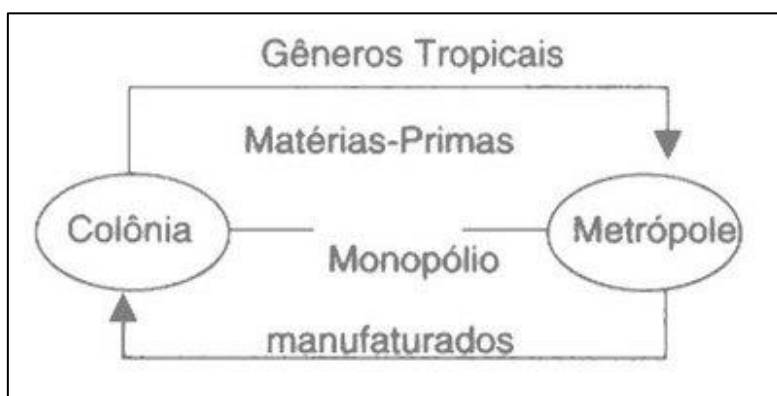 Gêneros Tropicais
Matérias-Primas
Colônia
Metrópole
Monopólio
manufaturados